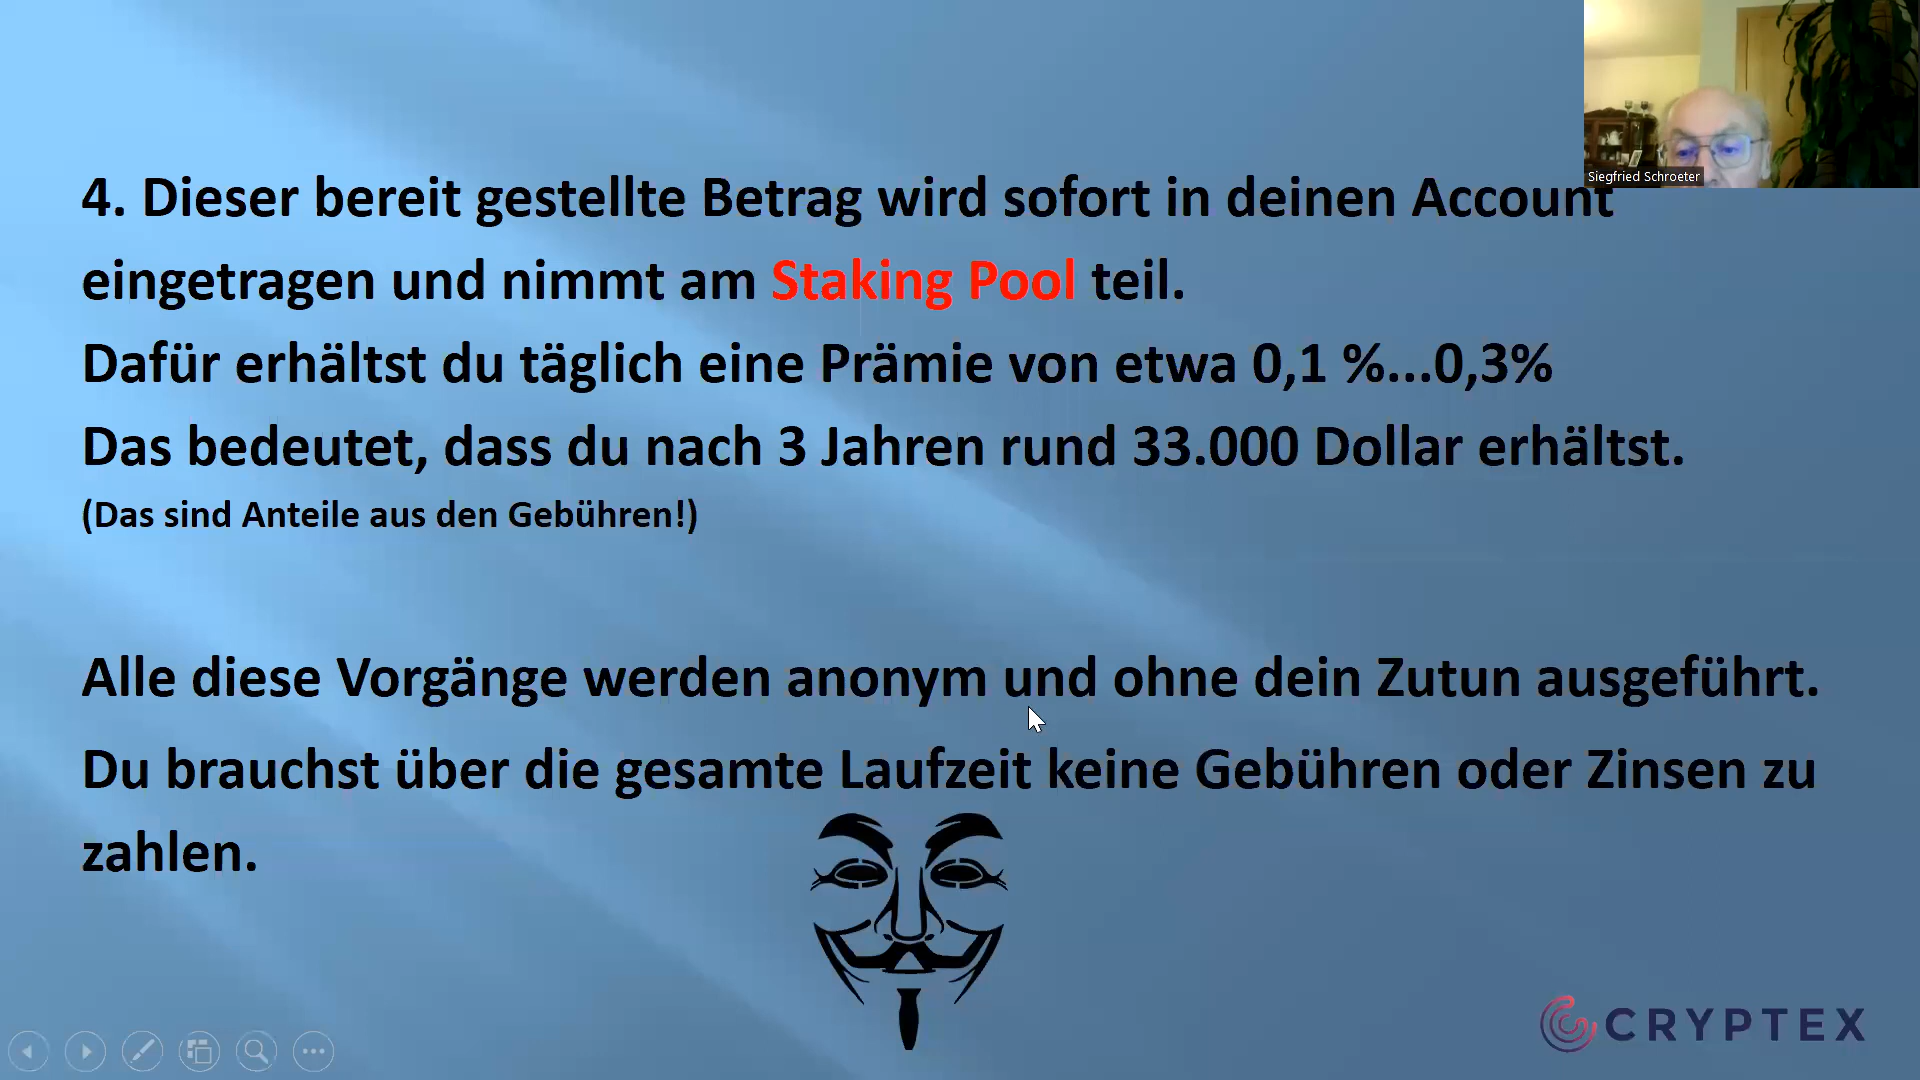 Siegfried Schroeter
4. Dieser bereit gestellte Betrag wird sofort in deinen Account
eingetragen und nimmt am Staking Pool teil.
Dafür erhältst du täglich eine Prämie von etwa 0,1 %...0,3%
Das bedeutet, dass du nach 3 Jahren rund 33.000 Dollar erhältst.
(Das sind Anteile aus den Gebühren!)
Alle diese Vorgänge werden anonym und ohne dein Zutun ausgeführt.
Du brauchst über die gesamte Laufzeit keine Gebühren oder Zinsen zu
zahlen.
CRYPTEX